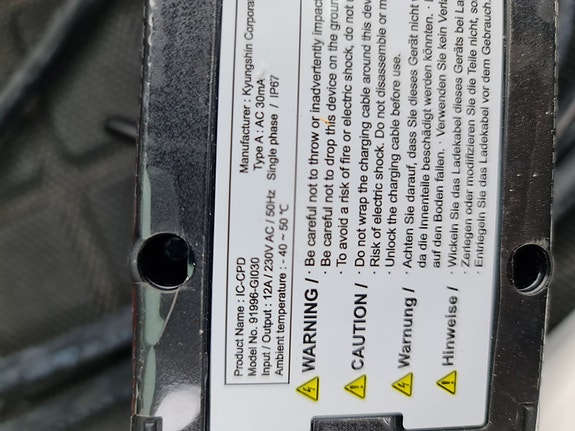 Product Name : IC-CPD
Manufacturer : Kyungshin Corporat
Model No. 91996-GI030
Type A : AC 30mA
Input / Output : 12A / 230V AC / 50Hz
Single phase / IP67
Ambient temperature : - 40 ~ 50 °C
WARNING / · Be careful not to throw or inadvertently impac
· Be careful not to drop this device on the groun
· To avoid a risk of fire or electric shock, do not u
CAUTION / · Do not wrap the charging cable around this dev
· Risk of electric shock. Do not disassemble or m
· Unlock the charging cable before use.
Warnung / · Achten Sie darauf, dass Sie dieses Gerät nicht
da die Innenteile beschädigt werden könnten. ·
auf den Boden fallen. · Verwenden Sie kein Verlä
Hinweise / · Wickeln Sie das Ladekabel dieses Geräts bei La
· Zerlegen oder modifizieren Sie die Teile nicht, so
· Entriegeln Sie das Ladekabel vor dem Gebrauch.